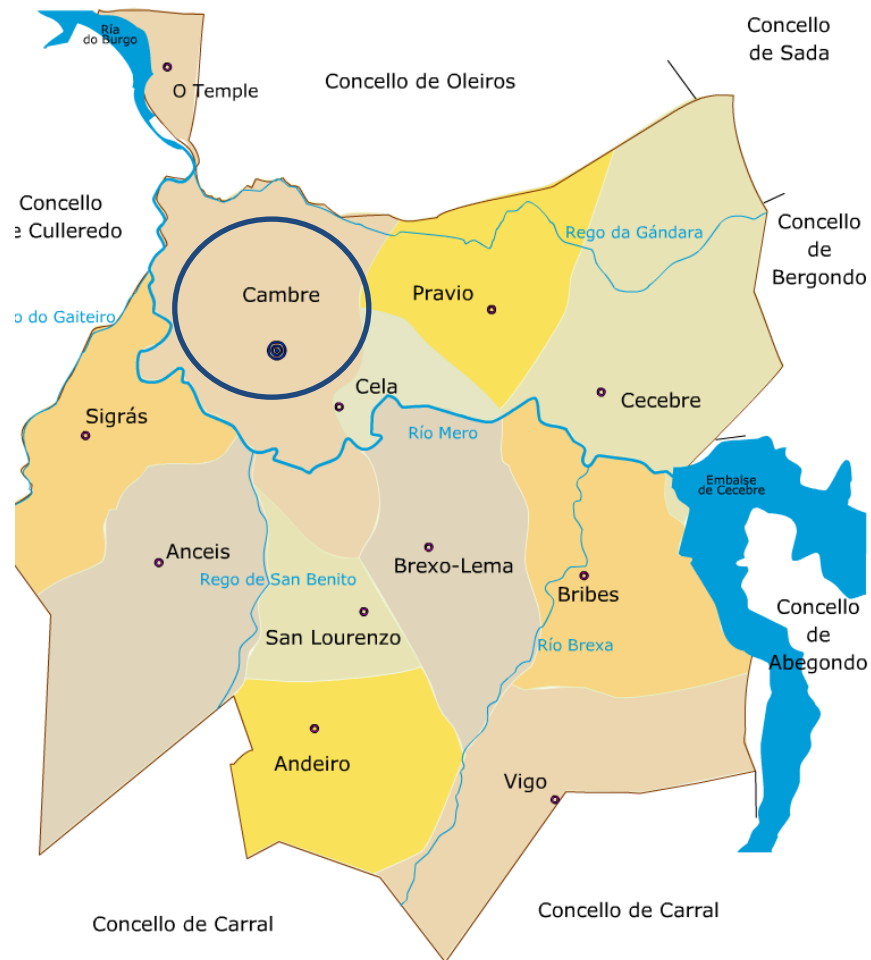 Ría
do Burgo
O Temple
Concello de Oleiros
Concello
de Sada
Concello
e Culleredo
Rego da Gándara
Concello
de
Bergondo
Cambre
Pravio
o do Gaiteiro
Cela
Cecebre
Sigrás
Río Mero
Embalse
de Cecebre
Anceis
Brexo-Lema
Rego de San Benito
Bribes
Concello
de
Abegondo
San Lourenzo
Río Brexa
Andeiro
Vigo
Concello de Carral
Concello de Carral